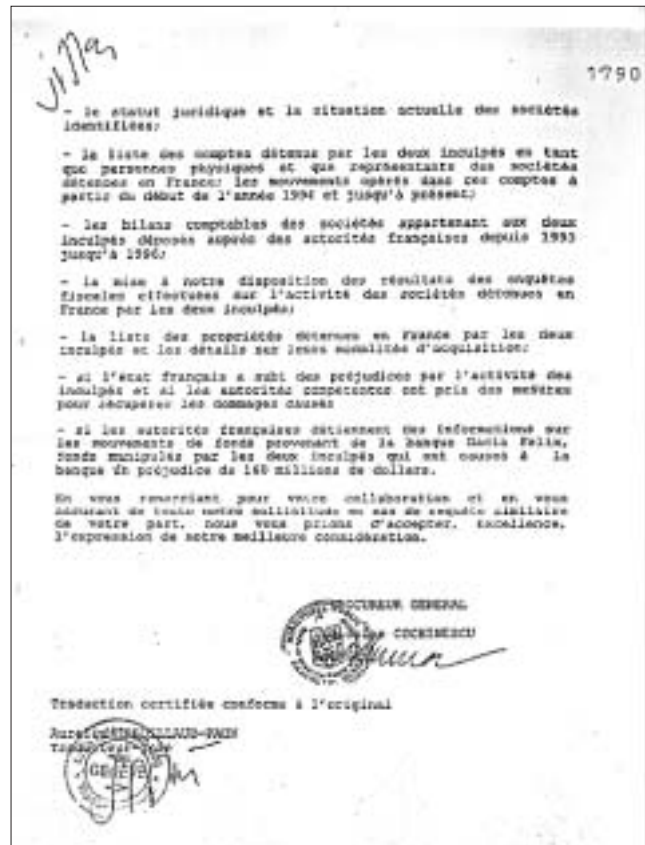 1790
- le statut juridique et la situation actuelle des sociétés
identifiées;
- la liste des comptes détenus par les deux inculpés en tant
que personnes physiques et que représentants des sociétés
détenues en France; les mouvements opérés dans ces comptes à
partir du début de l'année 1994 et jusqu'à présent;
- les bilans comptables des sociétés appartenant aux deux
inculpés déposés auprès des autorités françaises depuis 1993
jusqu'à 1996;
- la mise à notre disposition des résultats des enquêtes
fiscales effectuées sur l'activité des sociétés détenues en
France par les deux inculpés;
- la liste des propriétés détenues en France par les deux
inculpés et les détails sur leurs modalités d'acquisition;
- si l'état français a subi des préjudices par l'activité des
inculpés et si les autorités compétentes ont pris des mesures
pour récupérer les dommages causés
- si les autorités françaises détiennent des informations sur
les mouvements de fonds provenant de la banque Dacia Felix,
fonds manipulés par les deux inculpés qui ont causés à la
banque un préjudice de 160 millions de dollars.
En vous remerciant pour votre collaboration et en vous
assurant de toute notre sollicitude en cas de requête similaire
de votre part, nous vous prions d'accepter, Excellence,
l'expression de notre meilleure considération.
PROCUREUR GENERAL
COCHINESCU
Traduction certifiée conforme à l'original